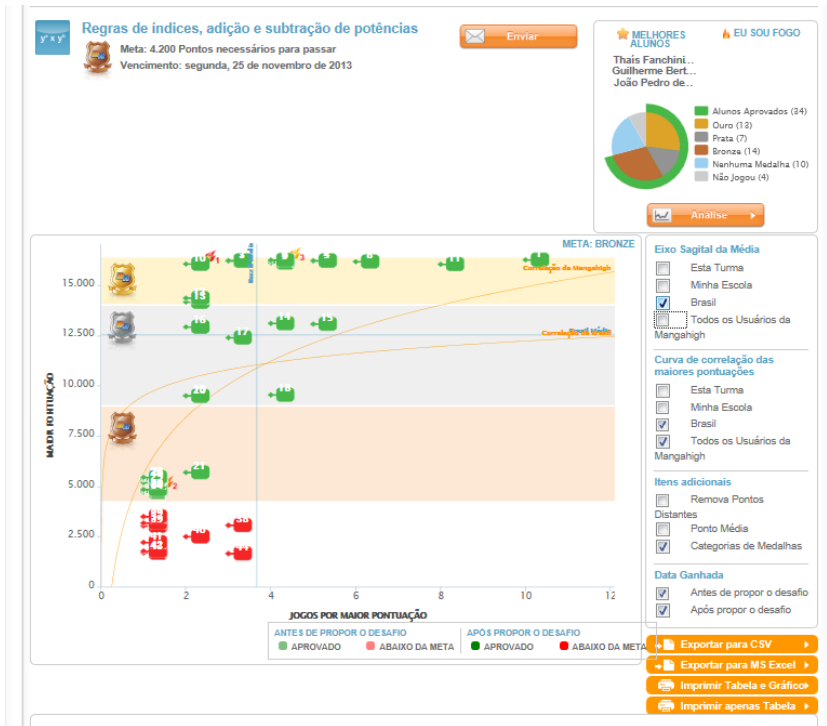 Regras de índices, adição e subtração de potências
Meta: 4.200 Pontos necessários para passar
Vencimento: segunda, 25 de novembro de 2013
Enviar
MELHORES
ALUNOS
EU SOU FOGO
Thaís Fanchini...
Guilherme Bert...
João Pedro de...
Alunos Aprovados (34)
Ouro (13)
Prata (7)
Bronze (14)
Nenhuma Medalha (10)
Não Jogou (4)
Análise
META: BRONZE
Correlação de Mangahigh
15.000
12.500
10.000
7.500
5.000
2.500
0
MAIOR PONTUAÇÃO
0
2
4
6
8
10
12
JOGOS POR MAIOR PONTUAÇÃO
ANTES DE PROPOR O DESAFIO
APROVADO
ABAIXO DA META
APÓS PROPOR O DESAFIO
APROVADO
ABAIXO DA META
Eixo Sagital da Média
Esta Turma
Minha Escola
Brasil
Todos os Usuários da
Mangahigh
Curva de correlação das
maiores pontuações
Esta Turma
Minha Escola
Brasil
Todos os Usuários da
Mangahigh
Itens adicionais
Remova Pontos
Distantes
Ponto Média
Categorias de Medalhas
Data Ganhada
Antes de propor o desafio
Após propor o desafio
Exportar para CSV
Exportar para MS Excel
Imprimir Tabela e Gráfico
Imprimir apenas Tabela